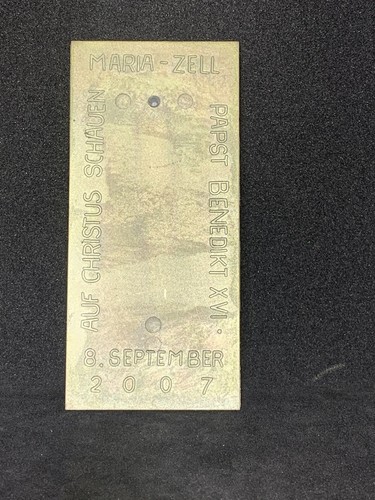 MARIA-ZELL
AUF CHRISTUS SCHAUEN
PAPST BENEDIKT XVI.
8. SEPTEMBER
2007